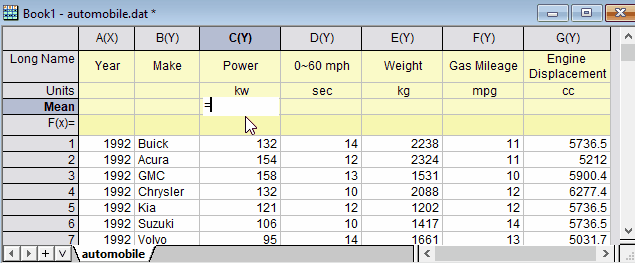 Book1 - automobile.dat *
A(X) B(Y) C(Y) D(Y) E(Y) F(Y) G(Y)
Long Name Year Make Power 0~60 mph Weight Gas Mileage Engine Displacement
Units kw sec kg mpg cc
Mean =
F(x)=
1 1992 Buick 132 14 2238 11 5736.5
2 1992 Acura 154 12 2324 11 5212
3 1992 GMC 158 13 1531 10 5900.4
4 1992 Chrysler 132 10 2088 12 6277.4
5 1992 Kia 121 12 1202 12 5736.5
6 1992 Suzuki 106 10 1417 14 5736.5
7 1992 Volvo 95 14 1661 13 5031.7
automobile